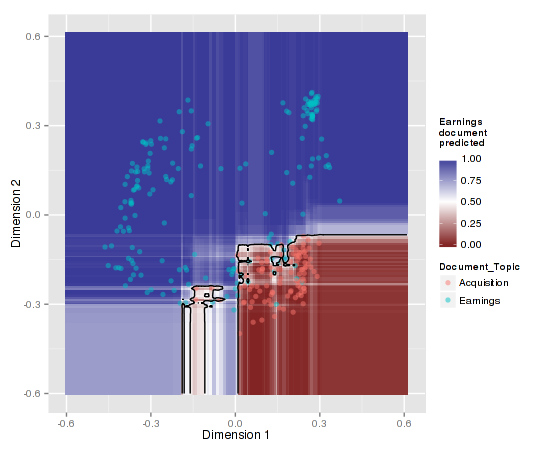 0.6
0.3
0.0
-0.3
-0.6
Dimension 2
-0.6
-0.3
0.0
0.3
0.6
Dimension 1
Earnings
document
predicted
1.00
0.75
0.50
0.25
0.00
Document_Topic
Acquisition
Earnings